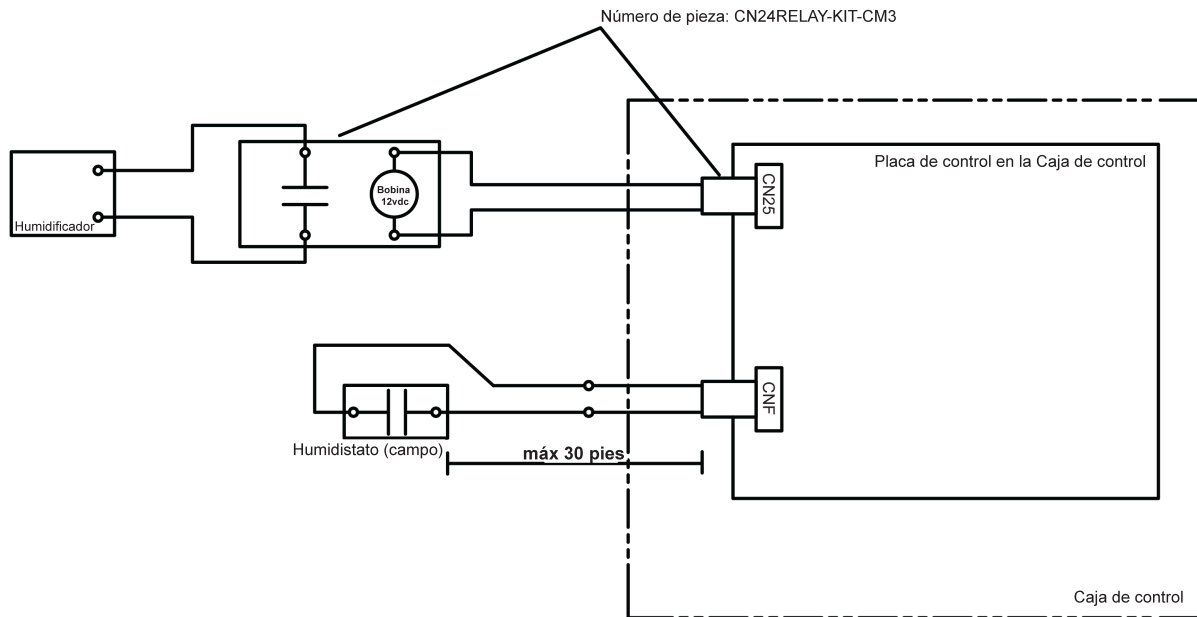 Número de pieza: CN24RELAY-KIT-CM3
Placa de control en la Caja de control
CN25
Bobina
12vdc
Humidificador
CNF
Humidistato (campo)
máx 30 pies
Caja de control